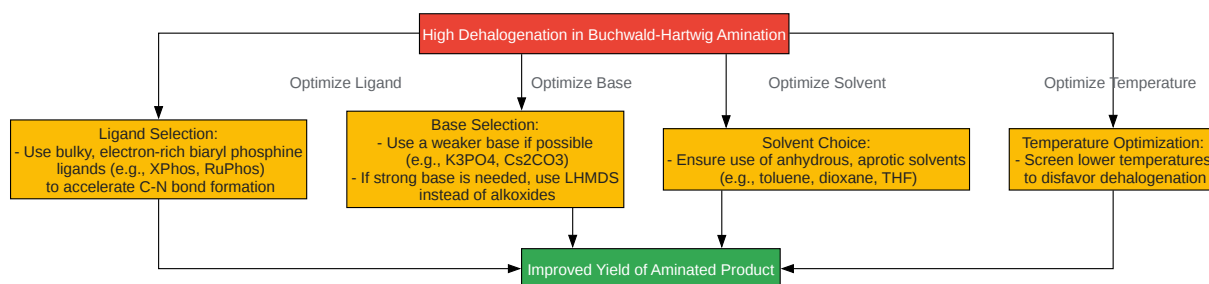 High Dehalogenation in Buchwald-Hartwig Amination
Optimize Ligand
Optimize Base
Optimize Solvent
Optimize Temperature
Ligand Selection:
- Use bulky, electron-rich biaryl phosphine
ligands (e.g., XPhos, RuPhos)
to accelerate C-N bond formation
Base Selection:
- Use a weaker base if possible
(e.g., K3PO4, Cs2CO3)
- If strong base is needed, use LHMDS
instead of alkoxides
Solvent Choice:
- Ensure use of anhydrous, aprotic solvents
(e.g., toluene, dioxane, THF)
Temperature Optimization:
- Screen lower temperatures
to disfavor dehalogenation
Improved Yield of Aminated Product